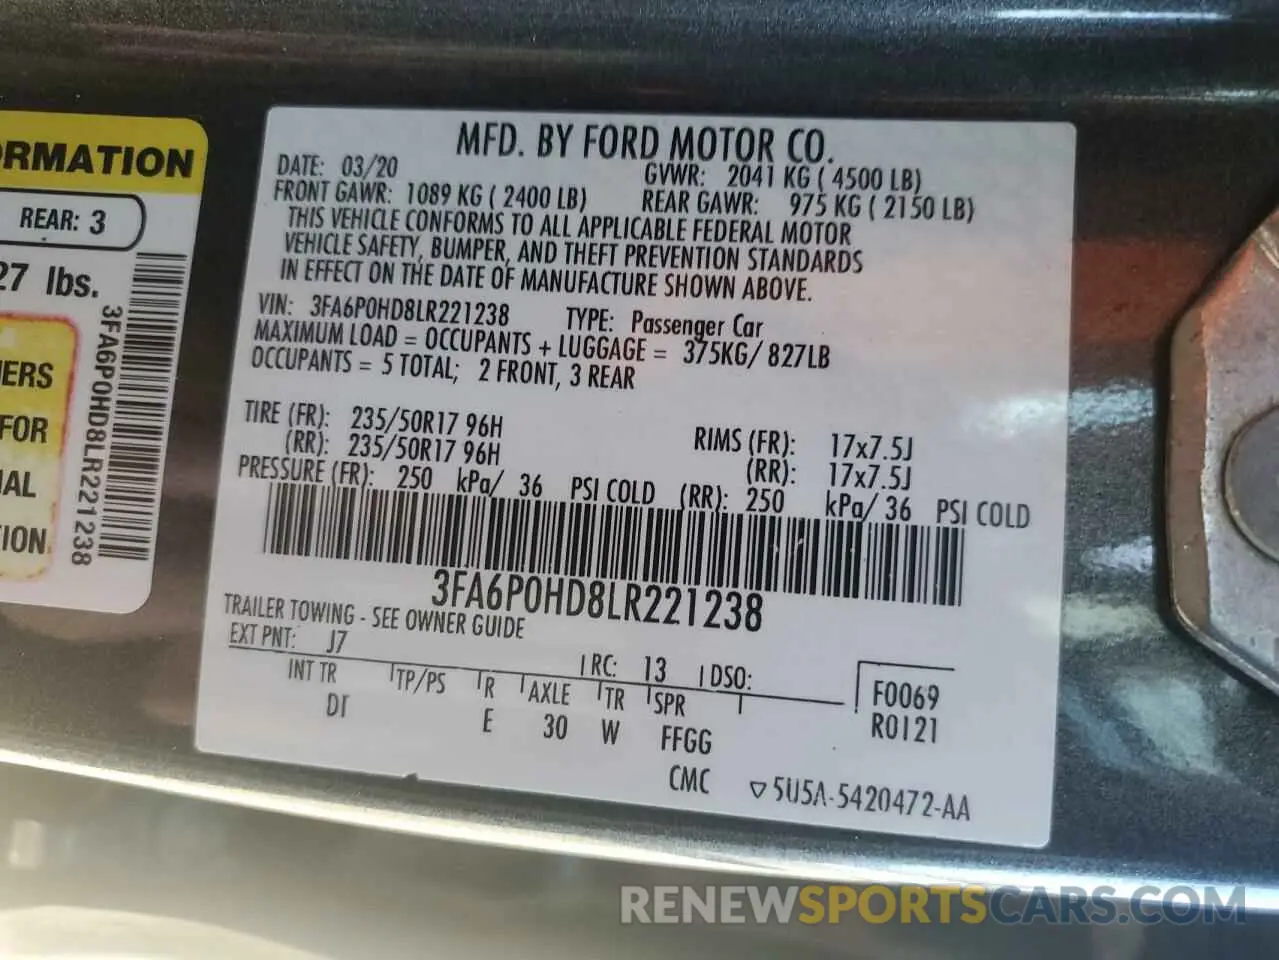 MFD. BY FORD MOTOR CO.
DATE: 03/20 GVWR: 2041 KG ( 4500 LB)
FRONT GAWR: 1089 KG ( 2400 LB) REAR GAWR: 975 KG ( 2150 LB)
THIS VEHICLE CONFORMS TO ALL APPLICABLE FEDERAL MOTOR
VEHICLE SAFETY, BUMPER, AND THEFT PREVENTION STANDARDS
IN EFFECT ON THE DATE OF MANUFACTURE SHOWN ABOVE.
VIN: 3FA6P0HD8LR221238 TYPE: Passenger Car
MAXIMUM LOAD = OCCUPANTS + LUGGAGE = 375KG/ 827LB
OCCUPANTS = 5 TOTAL; 2 FRONT, 3 REAR
TIRE (FR): 235/50R17 96H RIMS (FR): 17x7.5J
(RR): 235/50R17 96H (RR): 17x7.5J
PRESSURE (FR): 250 kPa/ 36 PSI COLD (RR): 250 kPa/ 36 PSI COLD
3FA6P0HD8LR221238
TRAILER TOWING - SEE OWNER GUIDE
EXT PNT: J7 RC: 13 DSO:
INT TR TP/PS R AXLE TR SPR F0069
DI E 30 W FFGG R0121
CMC 5U5A-5420472-AA
RMATION
REAR: 3
27 lbs.
3FA6P0HD8LR221238
ERS
FOR
IAL
ION
RENEWSPORTSCARS.COM